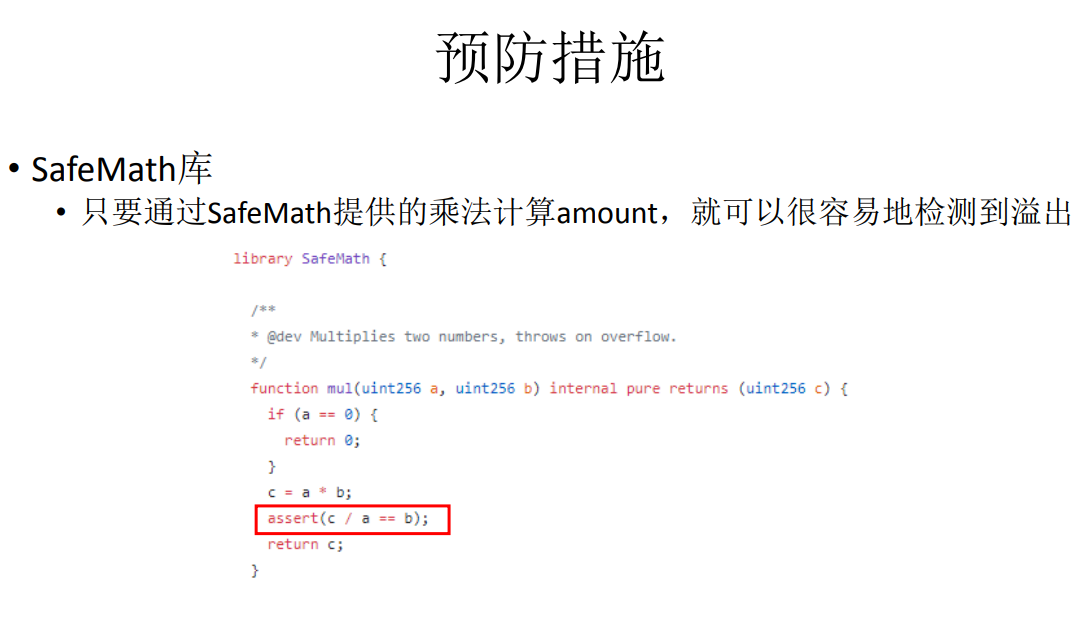 预防措施
• SafeMath库
• 只要通过SafeMath提供的乘法计算amount，就可以很容易地检测到溢出
library SafeMath {
/**
* @dev Multiplies two numbers, throws on overflow.
*/
function mul(uint256 a, uint256 b) internal pure returns (uint256 c) {
if (a == 0) {
return 0;
}
c = a * b;
assert(c / a == b);
return c;
}